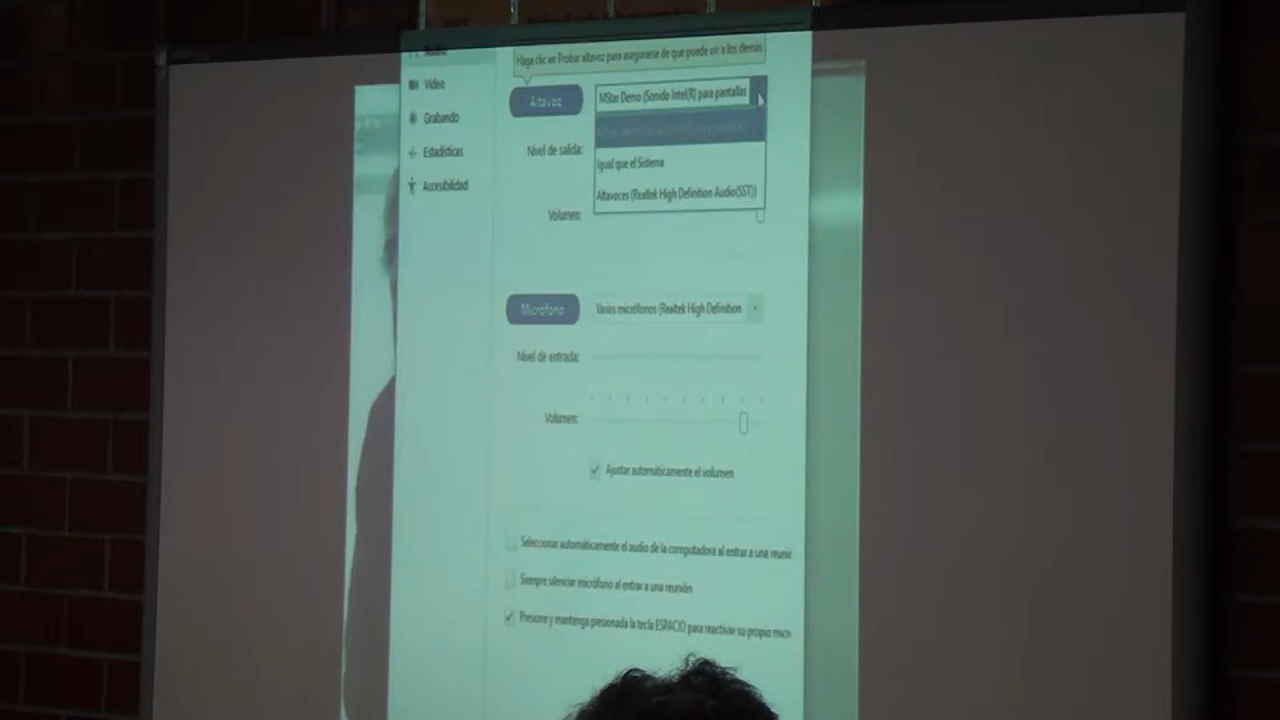 Audio
Haga clic en Probar altavoz para asegurarse de que puede oír a los demás
Video
Altavoz
MStar Demo (Sonido Intel(R) para pantallas
Grabando
Estadísticas
Nivel de salida:
Igual que el Sistema
Accesibilidad
Altavoces (Realtek High Definition Audio(SST))
Volumen:
Micrófono
Varios micrófonos (Realtek High Definition
Nivel de entrada:
Volumen:
Ajustar automáticamente el volumen
Seleccionar automáticamente el audio de la computadora al entrar a una reunió
Siempre silenciar micrófono al entrar a una reunión
Presione y mantenga presionada la tecla ESPACIO para reactivar su propio micró